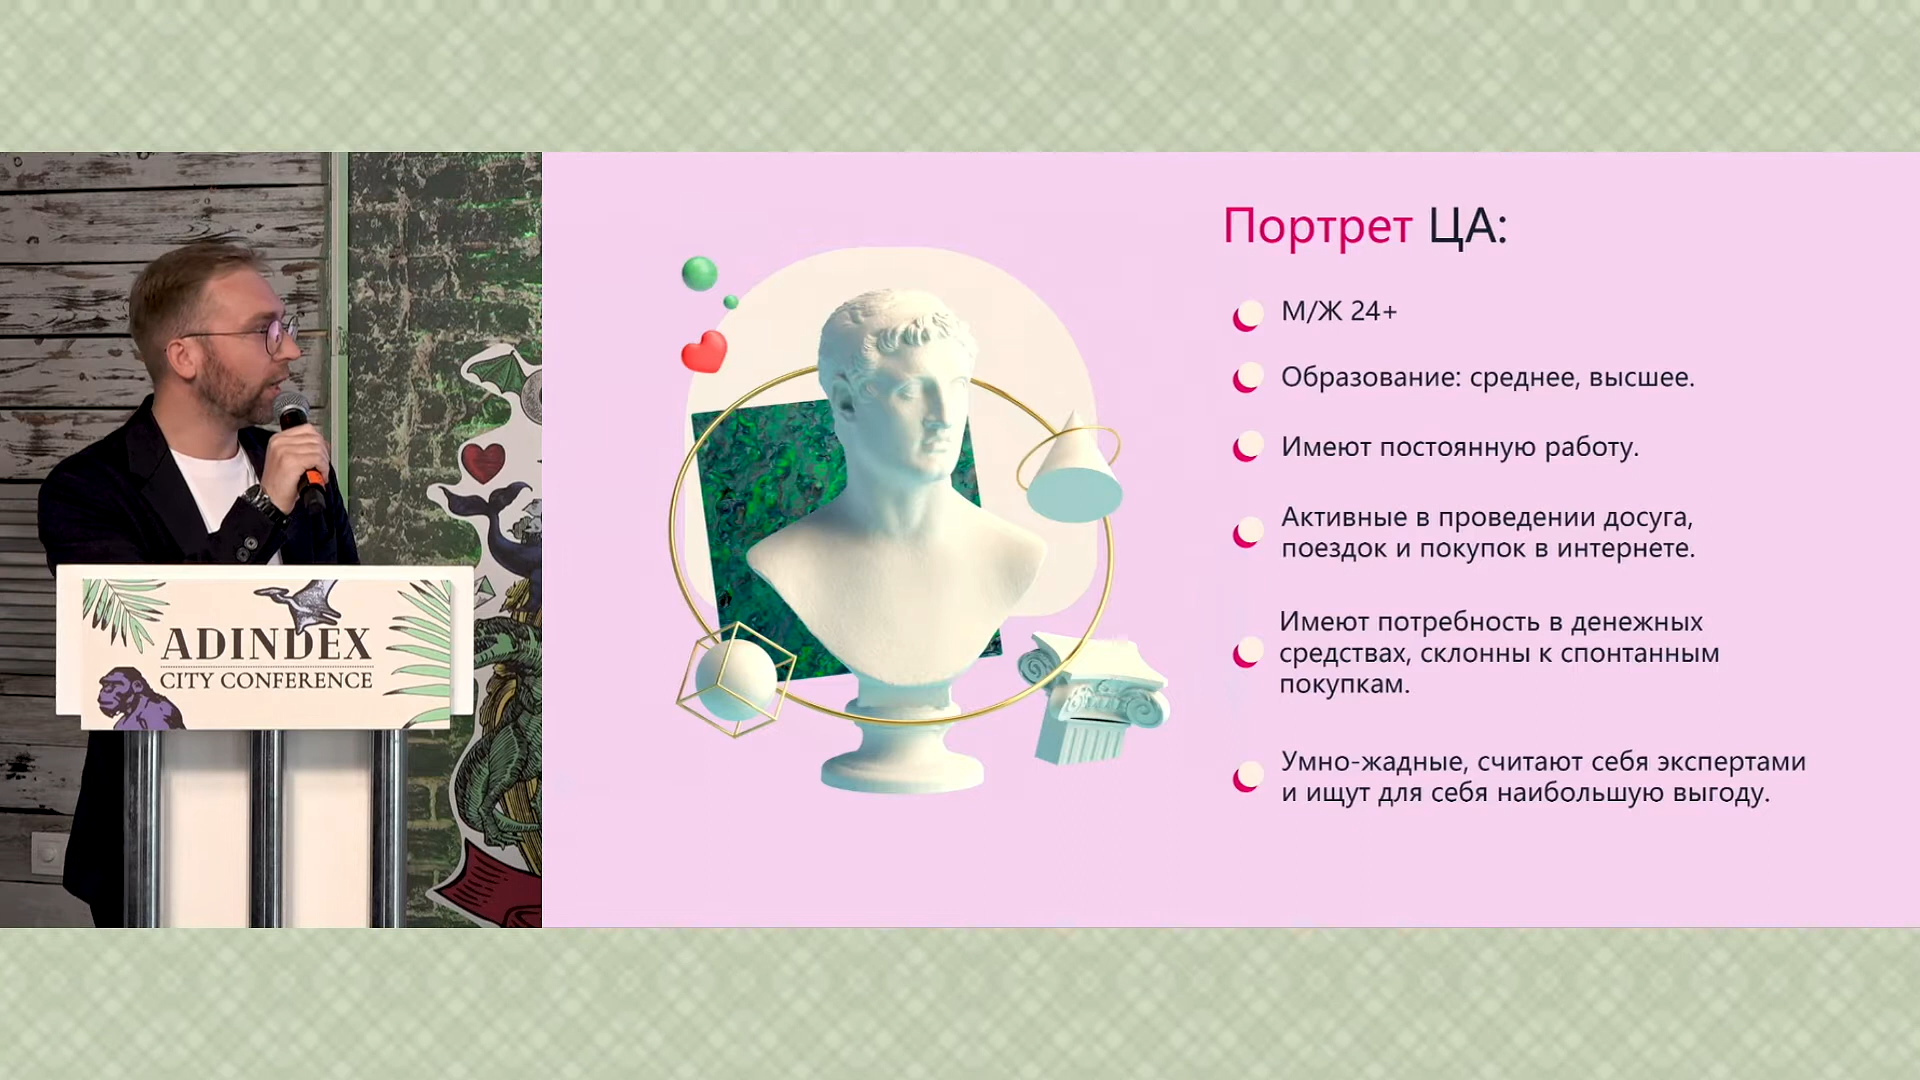 ADINDEX
CITY CONFERENCE
Портрет ЦА:
М/Ж 24+
Образование: среднее, высшее.
Имеют постоянную работу.
Активные в проведении досуга,
поездок и покупок в интернете.
Имеют потребность в денежных
средствах, склонны к спонтанным
покупкам.
Умно-жадные, считают себя экспертами
и ищут для себя наибольшую выгоду.